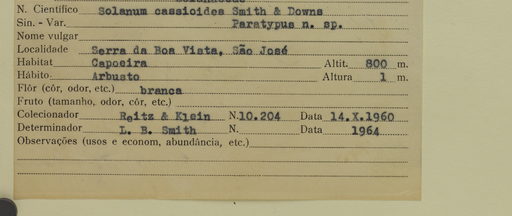 N. Científico Solanum cassioides Smith & Downs
Sin. - Var. Paratypus n. sp.
Nome vulgar
Localidade Serra da Boa Vista, São José
Habitat Capoeira Altit. 800 m.
Hábito Arbusto Altura 1 m.
Flôr (côr, odor, etc.) branca
Fruto (tamanho, odor, côr, etc.)
Colecionador Reitz & Klein N. 10.204 Data 14.X.1960
Determinador L. B. Smith N. Data 1964
Observações (usos e econom, abundância, etc.)